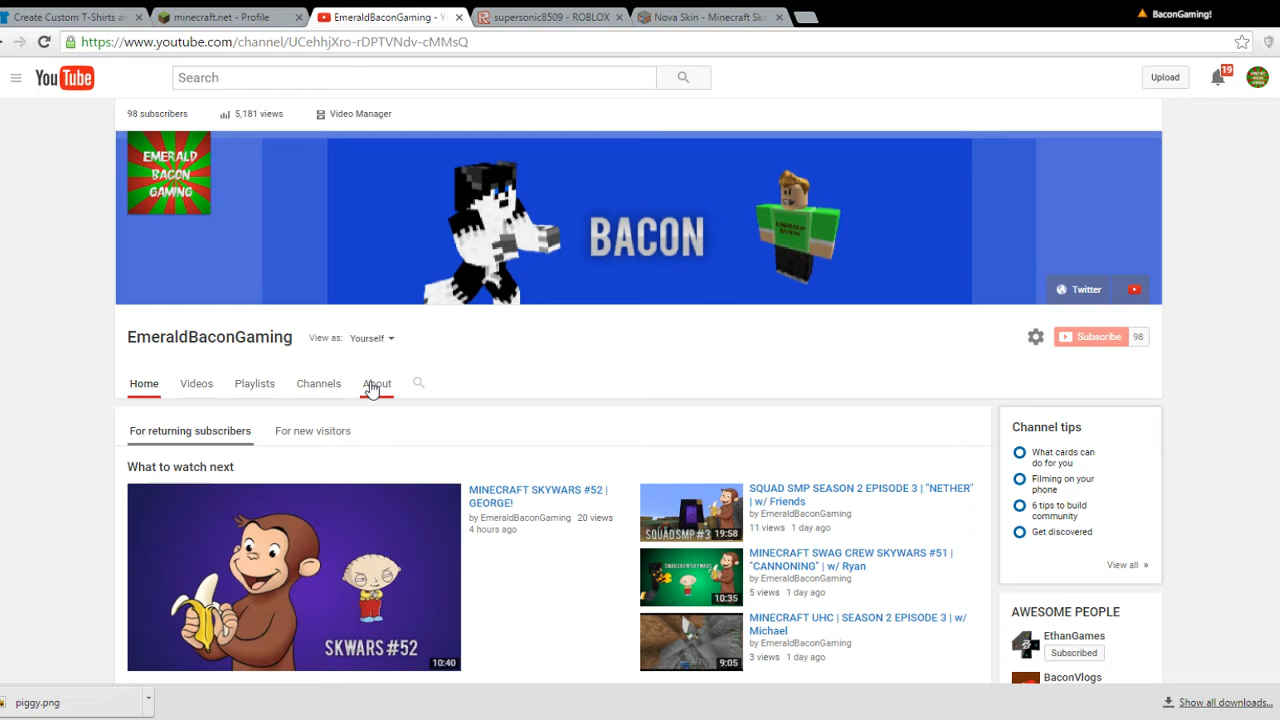 Create Custom T-Shirts a
minecraft.net - Profile
EmeraldBaconGaming - Y
supersonic8509 - ROBLOX
Nova Skin - Minecraft Sk
BaconGaming!
https://www.youtube.com/channel/UCehhjXro-rDPTVNdv-cMMsQ
YouTube
Search
Upload
19
98 subscribers
5,181 views
Video Manager
EMERALD
BACON
GAMING
BACON
EMERALD
BACON
Twitter
EmeraldBaconGaming
View as: Yourself
Subscribe 98
Home Videos Playlists Channels About
For returning subscribers
For new visitors
What to watch next
SKWARS #52
10:40
MINECRAFT SKYWARS #52 |
GEORGE!
by EmeraldBaconGaming 20 views
4 hours ago
SQUAD SMP #3
19:58
SQUAD SMP SEASON 2 EPISODE 3 | "NETHER"
| w/ Friends
by EmeraldBaconGaming
11 views 1 day ago
10:35
MINECRAFT SWAG CREW SKYWARS #51 |
"CANNONING" | w/ Ryan
by EmeraldBaconGaming
5 views 1 day ago
9:05
MINECRAFT UHC | SEASON 2 EPISODE 3 | w/
Michael
by EmeraldBaconGaming
3 views 1 day ago
Channel tips
What cards can
do for you
Filming on your
phone
6 tips to build
community
Get discovered
View all »
AWESOME PEOPLE
EthanGames
Subscribed
BaconVlogs
piggy.png
Show all downloads...